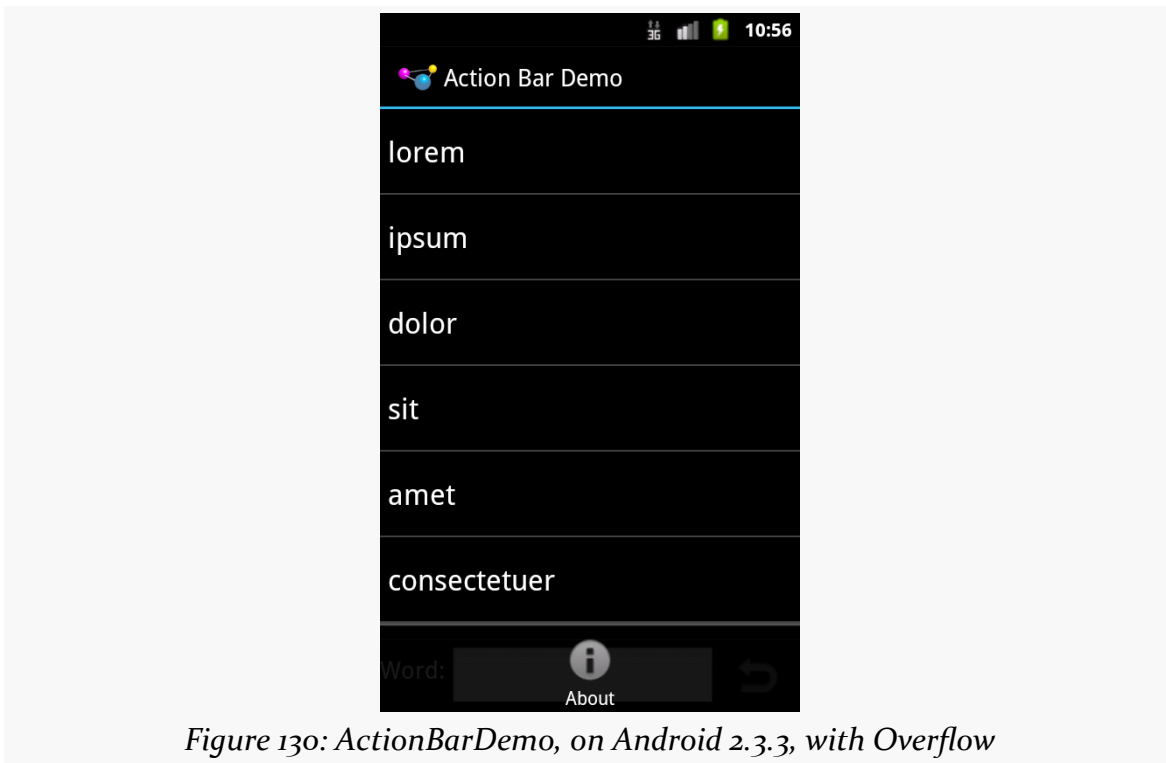 3G 10:56
Action Bar Demo
lorem
ipsum
dolor
sit
amet
consectetuer
Word:
About
Figure 130: ActionBarDemo, on Android 2.3.3, with Overflow